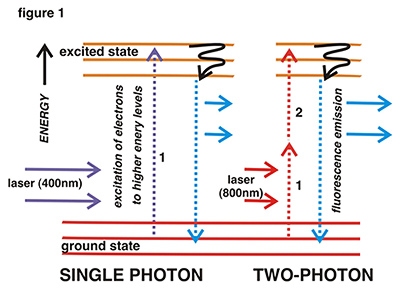 figure 1
excited state
ENERGY
excitation of electrons
to higher enery levels
1
2
1
fluorescence emission
laser (400nm)
laser
(800nm)
ground state
SINGLE PHOTON
TWO-PHOTON